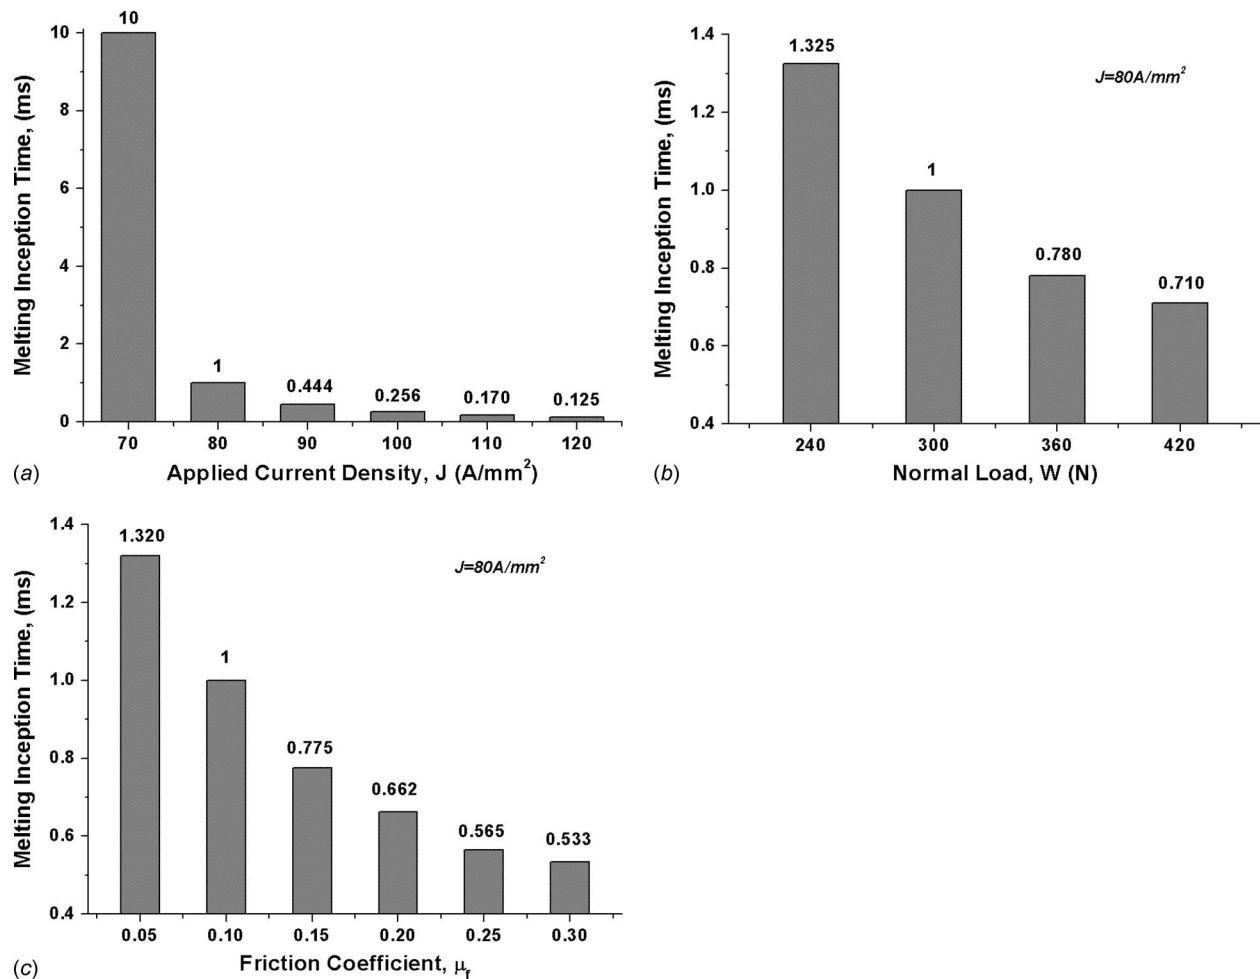 10
10
8
6
4
2
0
1
0.444
0.256
0.170
0.125
70 80 90 100 110 120
Melting Inception Time, (ms)
Applied Current Density, J (A/mm²)
(a)
1.4
1.2
1.0
0.8
0.6
0.4
1.325
1
0.780
0.710
J=80A/mm²
240 300 360 420
Melting Inception Time, (ms)
Normal Load, W (N)
(b)
1.4
1.2
1.0
0.8
0.6
0.4
1.320
1
0.775
0.662
0.565
0.533
J=80A/mm²
0.05 0.10 0.15 0.20 0.25 0.30
Melting Inception Time, (ms)
Friction Coefficient, μf
(c)